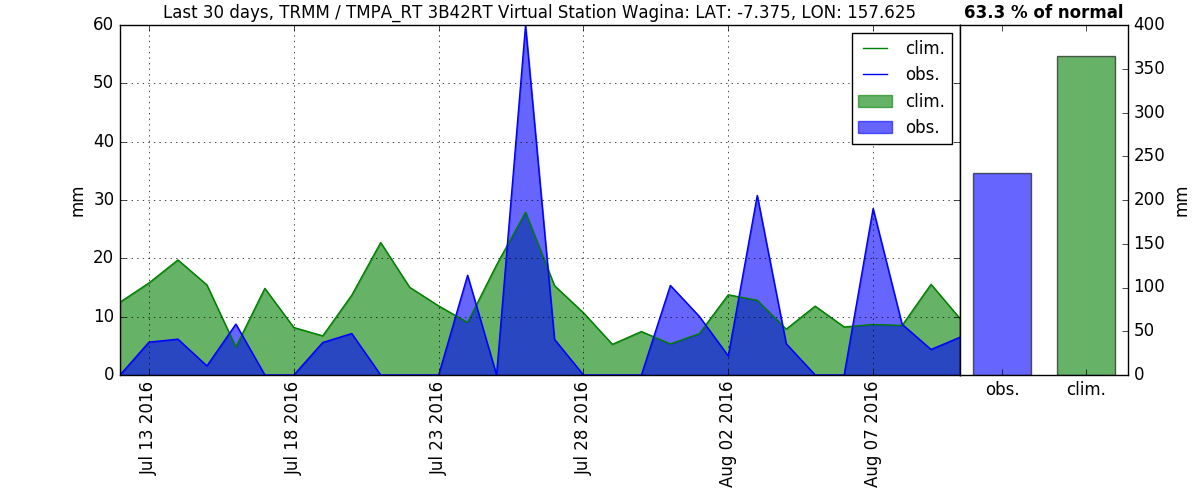 Last 30 days, TRMM / TMPA_RT 3B42RT Virtual Station Wagina: LAT: -7.375, LON: 157.625
63.3 % of normal
60
50
40
30
20
10
0
mm
clim.
obs.
clim.
obs.
Jul 13 2016
Jul 18 2016
Jul 23 2016
Jul 28 2016
Aug 02 2016
Aug 07 2016
400
350
300
250
200
150
100
50
0
mm
obs.
clim.